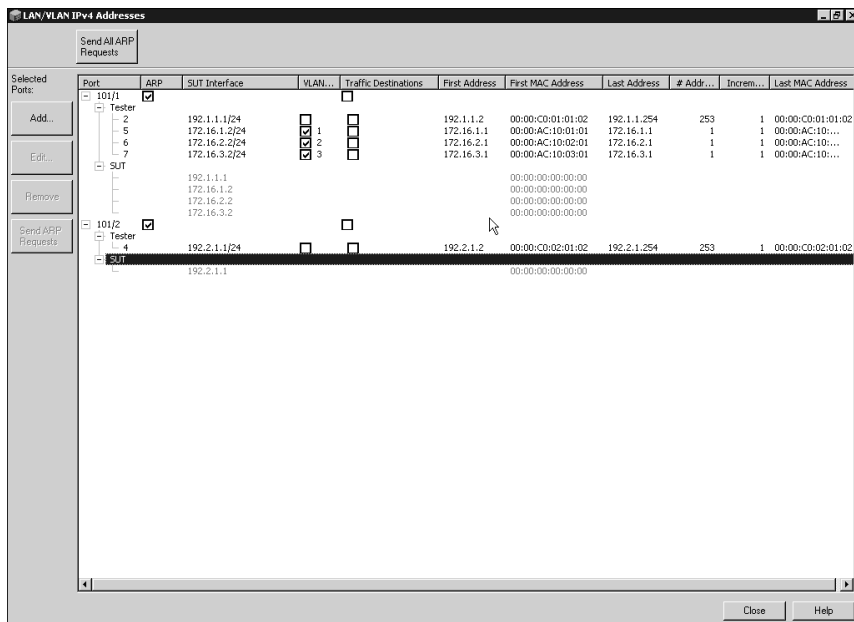 LAN/VLAN IPv4 Addresses
Send All ARP
Requests
Selected
Ports:
Add...
Edit...
Remove
Send ARP
Requests
Port ARP SUT Interface VLAN... Traffic Destinations First Address First MAC Address Last Address # Addr... Increm... Last MAC Address
101/1
Tester
2 192.1.1.1/24 192.1.1.2 00:00:C0:01:01:02 192.1.1.254 253 1 00:00:C0:01:01:02
5 172.16.1.2/24 1 172.16.1.1 00:00:AC:10:01:01 172.16.1.1 1 1 00:00:AC:10:...
6 172.16.2.2/24 2 172.16.2.1 00:00:AC:10:02:01 172.16.2.1 1 1 00:00:AC:10:...
7 172.16.3.2/24 3 172.16.3.1 00:00:AC:10:03:01 172.16.3.1 1 1 00:00:AC:10:...
SUT
192.1.1.1 00:00:00:00:00:00
172.16.1.2 00:00:00:00:00:00
172.16.2.2 00:00:00:00:00:00
172.16.3.2 00:00:00:00:00:00
101/2
Tester
4 192.2.1.1/24 192.2.1.2 00:00:C0:02:01:02 192.2.1.254 253 1 00:00:C0:02:01:02
SUT
192.2.1.1 00:00:00:00:00:00
Close Help